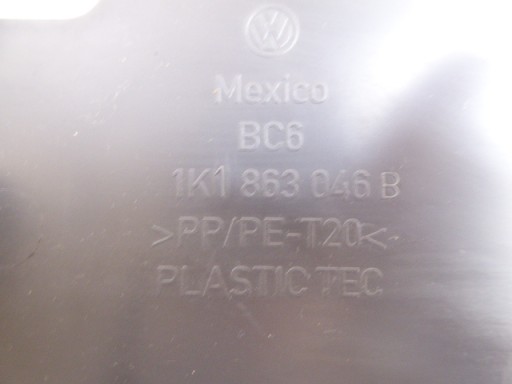 Mexico
BC6
1K1 863 046 B
>PP/PE-T20<
PLASTIC TEC